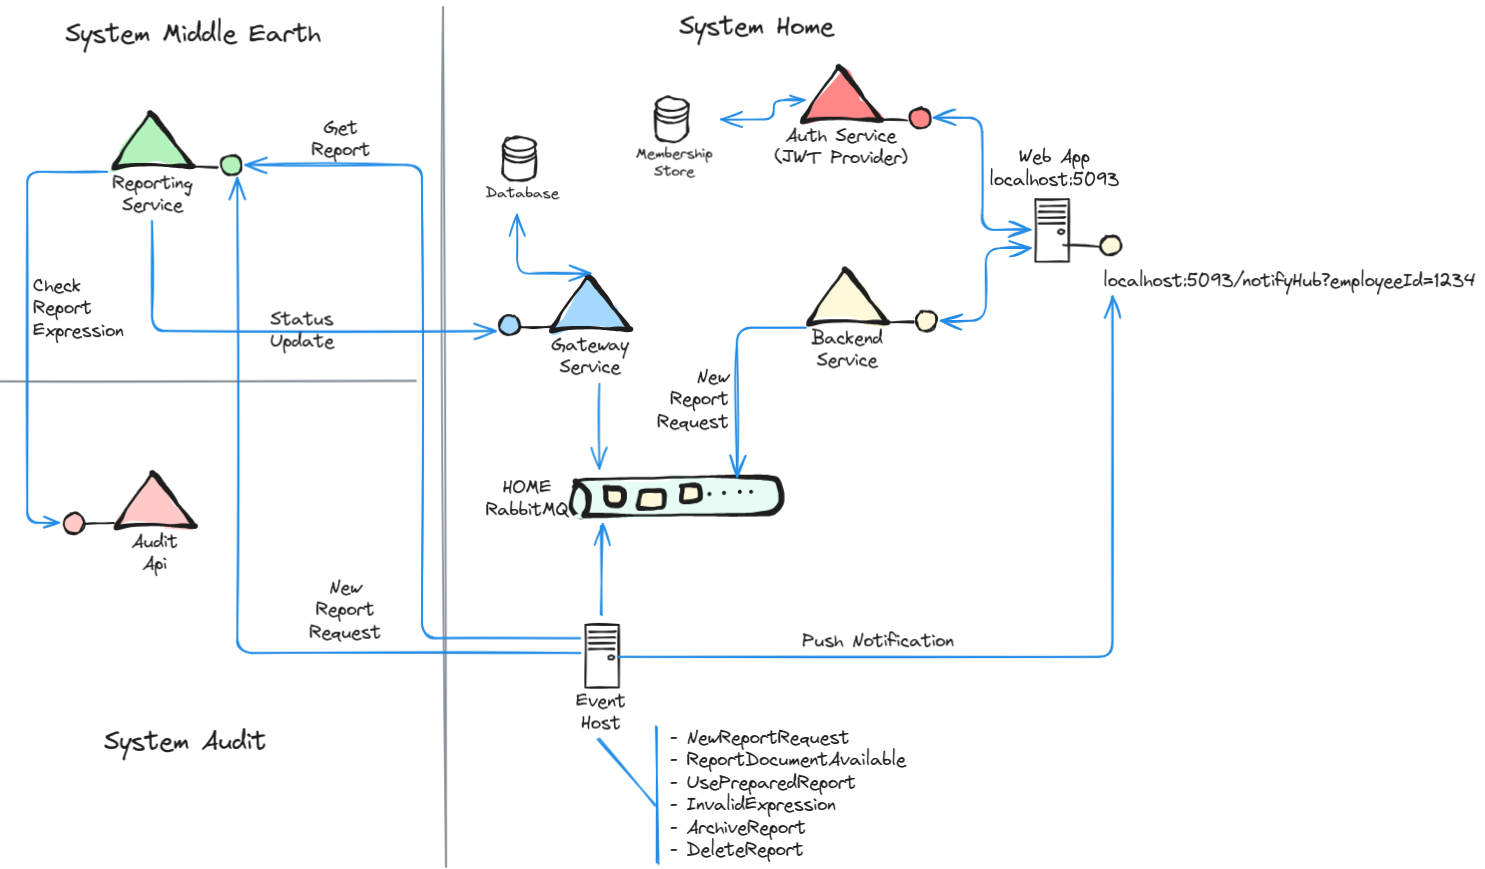 System Middle Earth
System Home
Get
Report
Reporting
Service
Check
Report
Expression
Status
Update
Database
Membership
Store
Auth Service
(JWT Provider)
Web App
localhost:5093
localhost:5093/notifyHub?employeeId=1234
Gateway
Service
Backend
Service
New
Report
Request
HOME
RabbitMQ
Audit
Api
New
Report
Request
Push Notification
Event
Host
System Audit
- NewReportRequest
- ReportDocumentAvailable
- UsePreparedReport
- InvalidExpression
- ArchiveReport
- DeleteReport